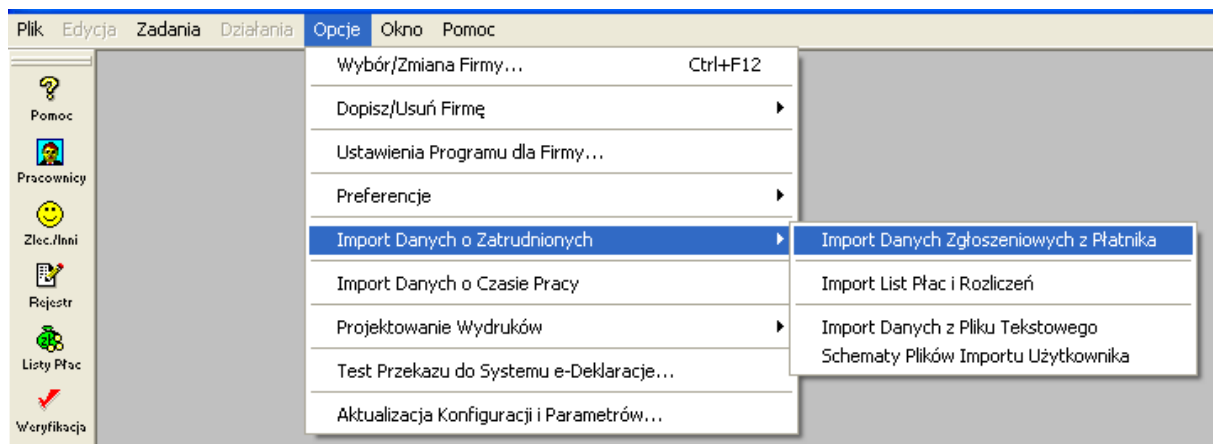 Plik Edycja Zadania Działania Opcje Okno Pomoc
Pomoc
Pracownicy
Zlec./Inni
Rejestr
Listy Płac
Weryfikacja
Wybór/Zmiana Firmy... Ctrl+F12
Dopisz/Usuń Firmę
Ustawienia Programu dla Firmy...
Preferencje
Import Danych o Zatrudnionych
Import Danych o Czasie Pracy
Projektowanie Wydruków
Test Przekazu do Systemu e-Deklaracje...
Aktualizacja Konfiguracji i Parametrów...
Import Danych Zgłoszeniowych z Płatnika
Import List Płac i Rozliczeń
Import Danych z Pliku Tekstowego
Schematy Plików Importu Użytkownika